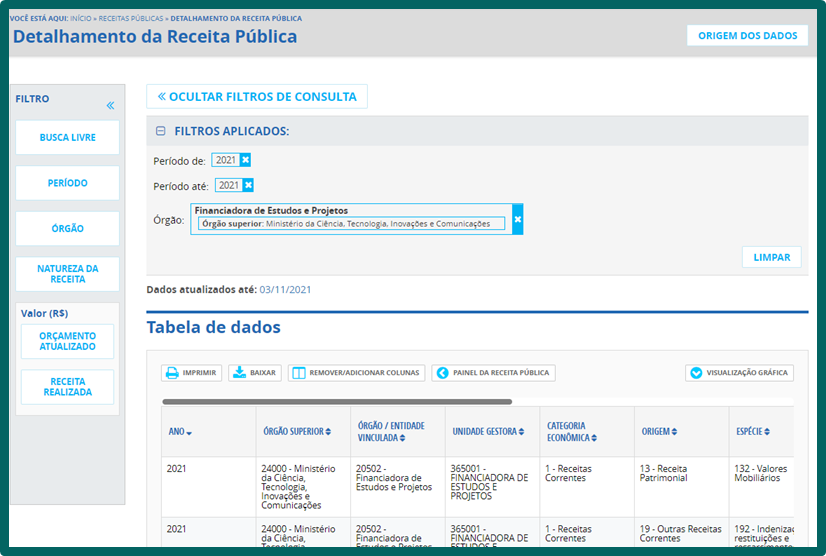 VOCÊ ESTÁ AQUI: INÍCIO » RECEITAS PÚBLICAS » DETALHAMENTO DA RECEITA PÚBLICA
Detalhamento da Receita Pública
ORIGEM DOS DADOS
FILTRO
BUSCA LIVRE
PERÍODO
ÓRGÃO
NATUREZA DA
RECEITA
Valor (R$)
ORÇAMENTO
ATUALIZADO
RECEITA
REALIZADA
OCULTAR FILTROS DE CONSULTA
FILTROS APLICADOS:
Período de: 2021
Período até: 2021
Órgão:
Financiadora de Estudos e Projetos
Órgão superior: Ministério da Ciência, Tecnologia, Inovações e Comunicações
LIMPAR
Dados atualizados até: 03/11/2021
Tabela de dados
IMPRIMIR BAIXAR REMOVER/ADICIONAR COLUNAS PAINEL DA RECEITA PÚBLICA VISUALIZAÇÃO GRÁFICA
ANO
ÓRGÃO SUPERIOR
ÓRGÃO / ENTIDADE
VINCULADA
UNIDADE GESTORA
CATEGORIA
ECONÔMICA
ORIGEM
ESPÉCIE
2021
24000 - Ministério
da Ciência,
Tecnologia,
Inovações e
Comunicações
20502 -
Financiadora de
Estudos e Projetos
365001 -
FINANCIADORA DE
ESTUDOS E
PROJETOS
1 - Receitas
Correntes
13 - Receita
Patrimonial
132 - Valores
Mobiliários
2021
24000 - Ministério
da Ciência,
Tecnologia,
20502 -
Financiadora de
Estudos e Projetos
365001 -
FINANCIADORA DE
ESTUDOS E
1 - Receitas
Correntes
19 - Outras Receitas
Correntes
192 -
restituições e